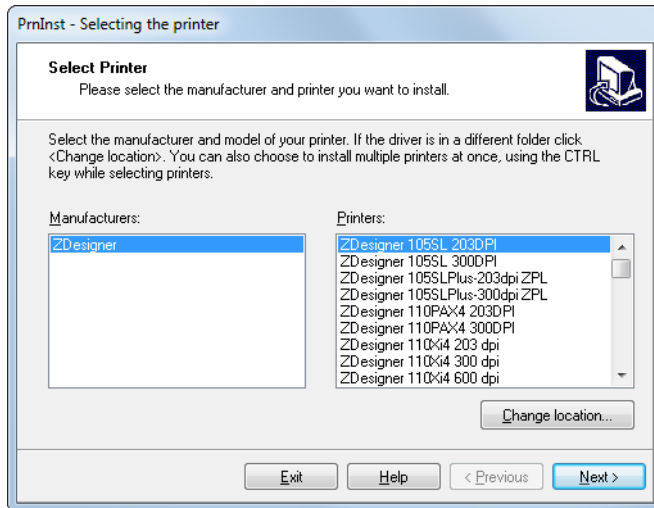 PrnInst - Selecting the printer
Select Printer
Please select the manufacturer and printer you want to install.
Select the manufacturer and model of your printer. If the driver is in a different folder click
<Change location>. You can also choose to install multiple printers at once, using the CTRL
key while selecting printers.
Manufacturers:
ZDesigner
Printers:
ZDesigner 105SL 203DPI
ZDesigner 105SL 300DPI
ZDesigner 105SLPlus-203dpi ZPL
ZDesigner 105SLPlus-300dpi ZPL
ZDesigner 110PAX4 203DPI
ZDesigner 110PAX4 300DPI
ZDesigner 110Xi4 203 dpi
ZDesigner 110Xi4 300 dpi
ZDesigner 110Xi4 600 dpi
Change location...
Exit
Help
< Previous
Next >